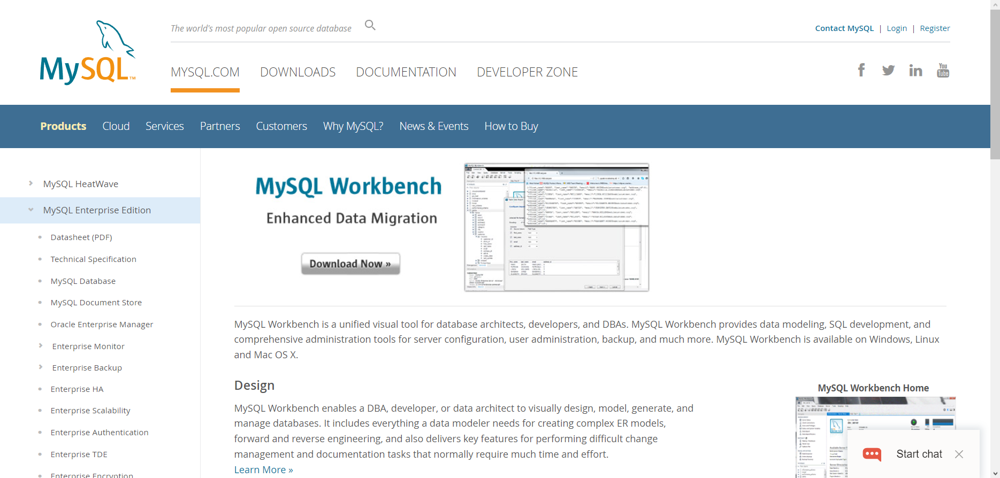 The world's most popular open source database
Contact MySQL | Login | Register
MySQL™
MYSQL.COM DOWNLOADS DOCUMENTATION DEVELOPER ZONE
You
Tube
Products Cloud Services Partners Customers Why MySQL? News & Events How to Buy
MySQL HeatWave
MySQL Enterprise Edition
Datasheet (PDF)
Technical Specification
MySQL Database
MySQL Document Store
Oracle Enterprise Manager
Enterprise Monitor
Enterprise Backup
Enterprise HA
Enterprise Scalability
Enterprise Authentication
Enterprise TDE
Enterprise Encryption
MySQL Workbench
Enhanced Data Migration
Download Now »
MySQL Workbench is a unified visual tool for database architects, developers, and DBAs. MySQL Workbench provides data modeling, SQL development, and
comprehensive administration tools for server configuration, user administration, backup, and much more. MySQL Workbench is available on Windows, Linux
and Mac OS X.
Design
MySQL Workbench enables a DBA, developer, or data architect to visually design, model, generate, and
manage databases. It includes everything a data modeler needs for creating complex ER models,
forward and reverse engineering, and also delivers key features for performing difficult change
management and documentation tasks that normally require much time and effort.
Learn More »
MySQL Workbench Home
Start chat